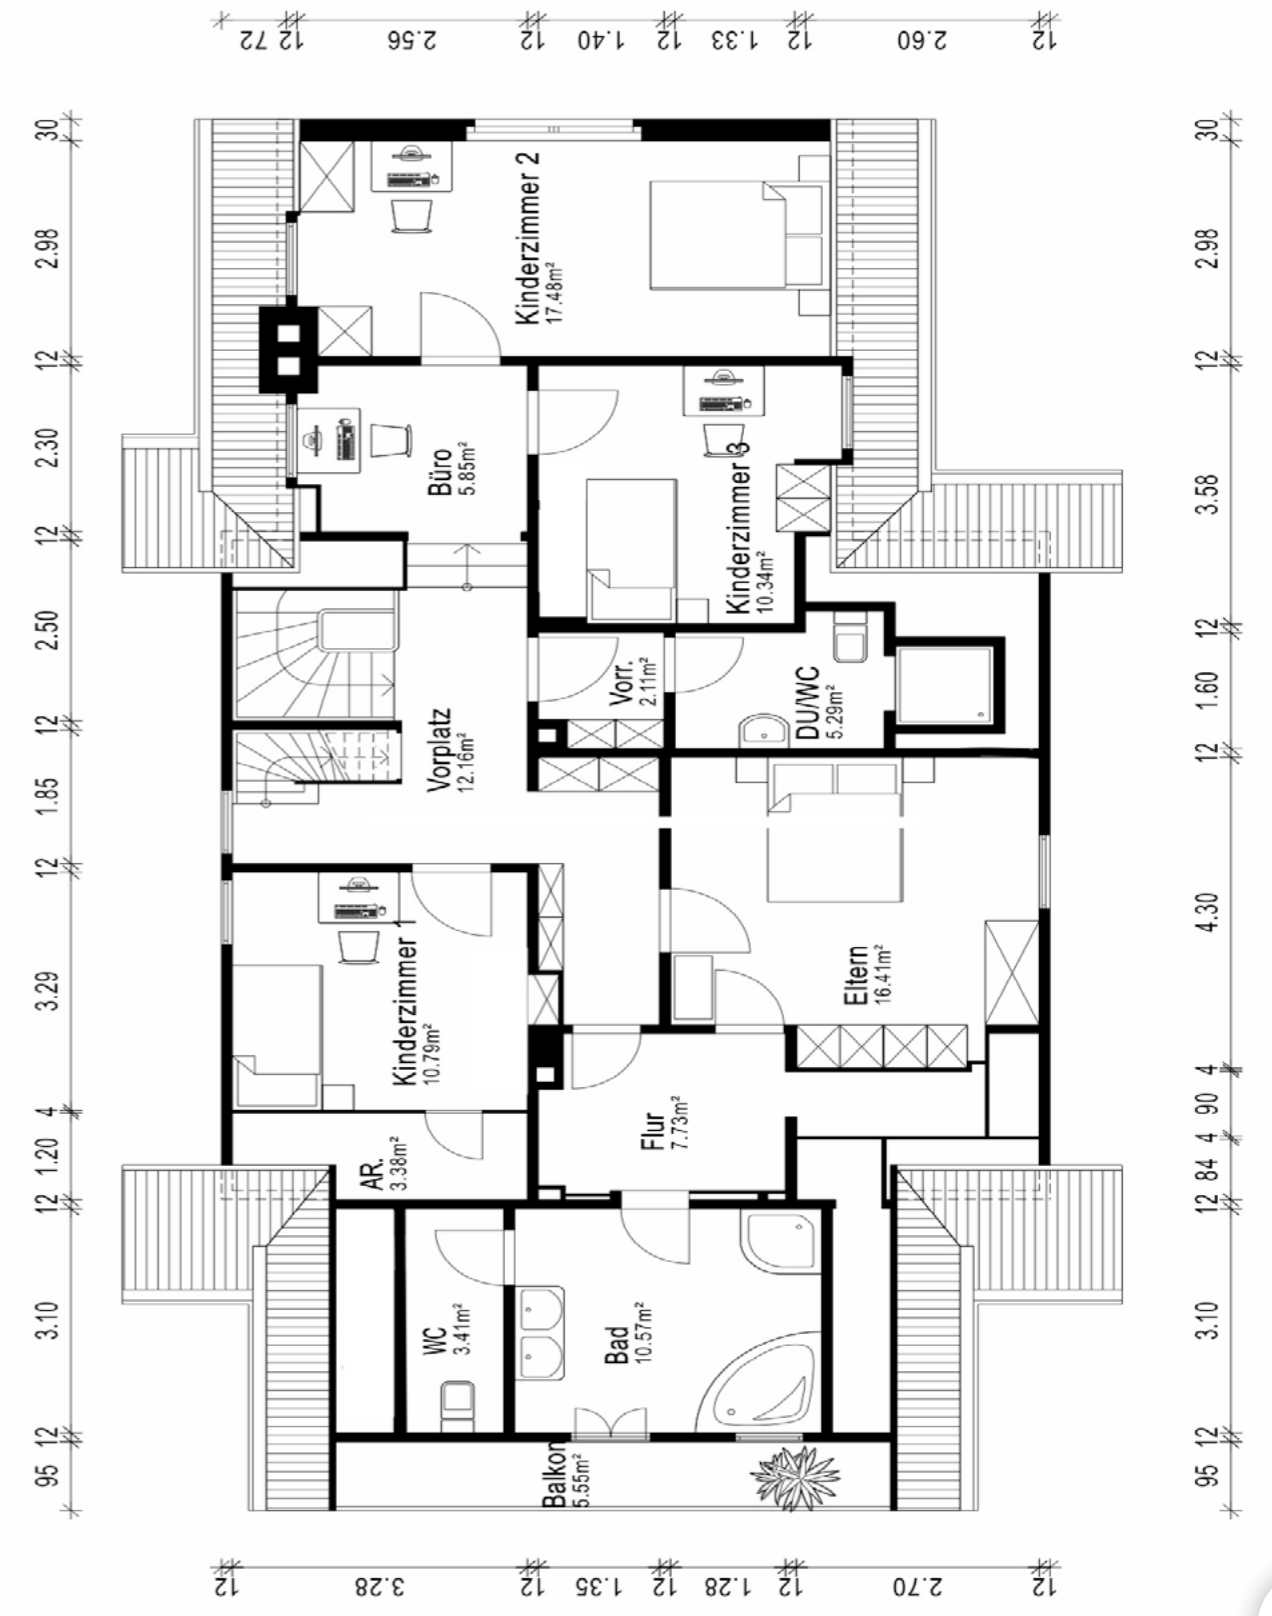 72 12 2.56 12 1.40 12 1.33 12 2.60 12
30
2.98
12
2.30
12
2.50
12
1.85
12
3.29
4
1.20
12
3.10
12
95
Kinderzimmer 2
17.48m²
Büro
5.85m²
Kinderzimmer 3
10.34m²
Vorr.
2.11m²
DU/WC
5.29m²
Vorplatz
12.16m²
Eltern
16.41m²
Kinderzimmer 1
10.79m²
Flur
7.73m²
AR.
3.38m²
WC
3.41m²
Bad
10.57m²
Balkon
5.55m²
30
2.98
12
3.58
12
1.60
12
4.30
4
90
4
84
12
3.10
12
95
12 3.28 12 1.35 12 1.28 12 2.70 12